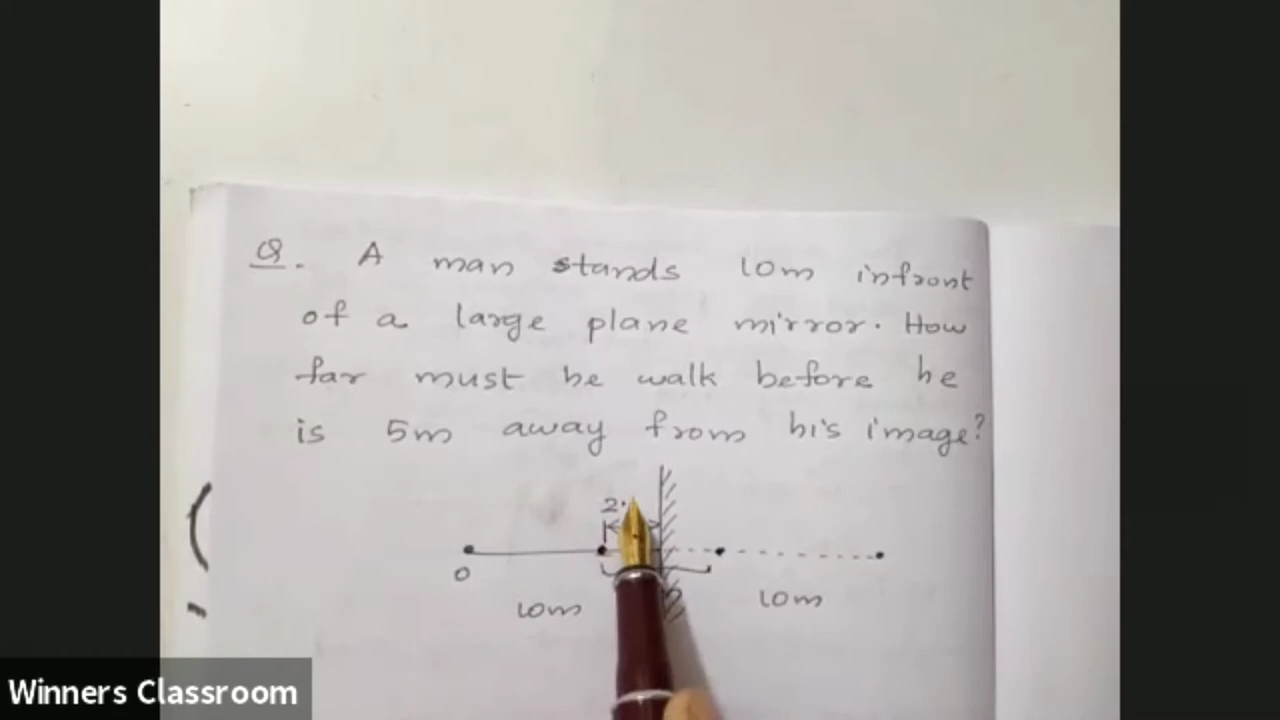 Q. A man stands 10m infront
of a large plane mirror. How
far must he walk before he
is 5m away from his image?
2.
O
10m
10m
Winners Classroom